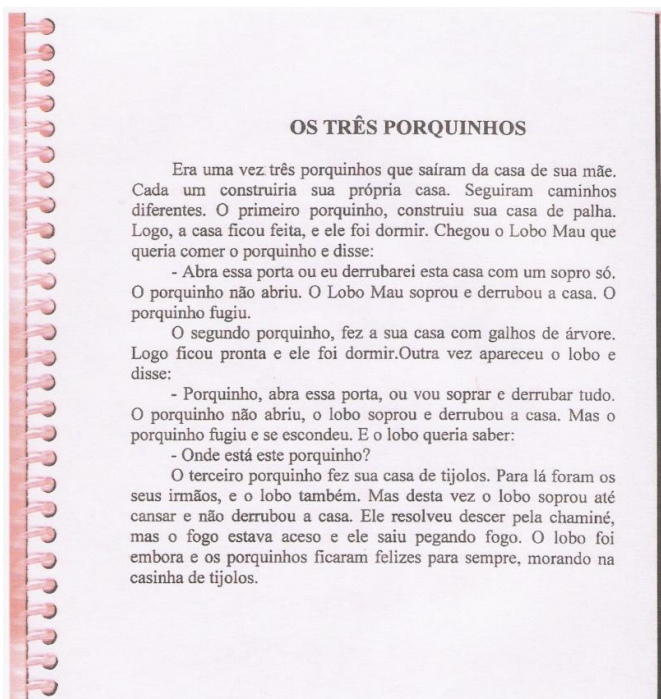 OS TRÊS PORQUINHOS
Era uma vez três porquinhos que saíram da casa de sua mãe.
Cada um construiria sua própria casa. Seguiram caminhos
diferentes. O primeiro porquinho, construiu sua casa de palha.
Logo, a casa ficou feita, e ele foi dormir. Chegou o Lobo Mau que
queria comer o porquinho e disse:
- Abra essa porta ou eu derrubarei esta casa com um sopro só.
O porquinho não abriu. O Lobo Mau soprou e derrubou a casa. O
porquinho fugiu.
O segundo porquinho, fez a sua casa com galhos de árvore.
Logo ficou pronta e ele foi dormir.Outra vez apareceu o lobo e
disse:
- Porquinho, abra essa porta, ou vou soprar e derrubar tudo.
O porquinho não abriu, o lobo soprou e derrubou a casa. Mas o
porquinho fugiu e se escondeu. E o lobo queria saber:
- Onde está este porquinho?
O terceiro porquinho fez sua casa de tijolos. Para lá foram os
seus irmãos, e o lobo também. Mas desta vez o lobo soprou até
cansar e não derrubou a casa. Ele resolveu descer pela chaminé,
mas o fogo estava aceso e ele saiu pegando fogo. O lobo foi
embora e os porquinhos ficaram felizes para sempre, morando na
casinha de tijolos.